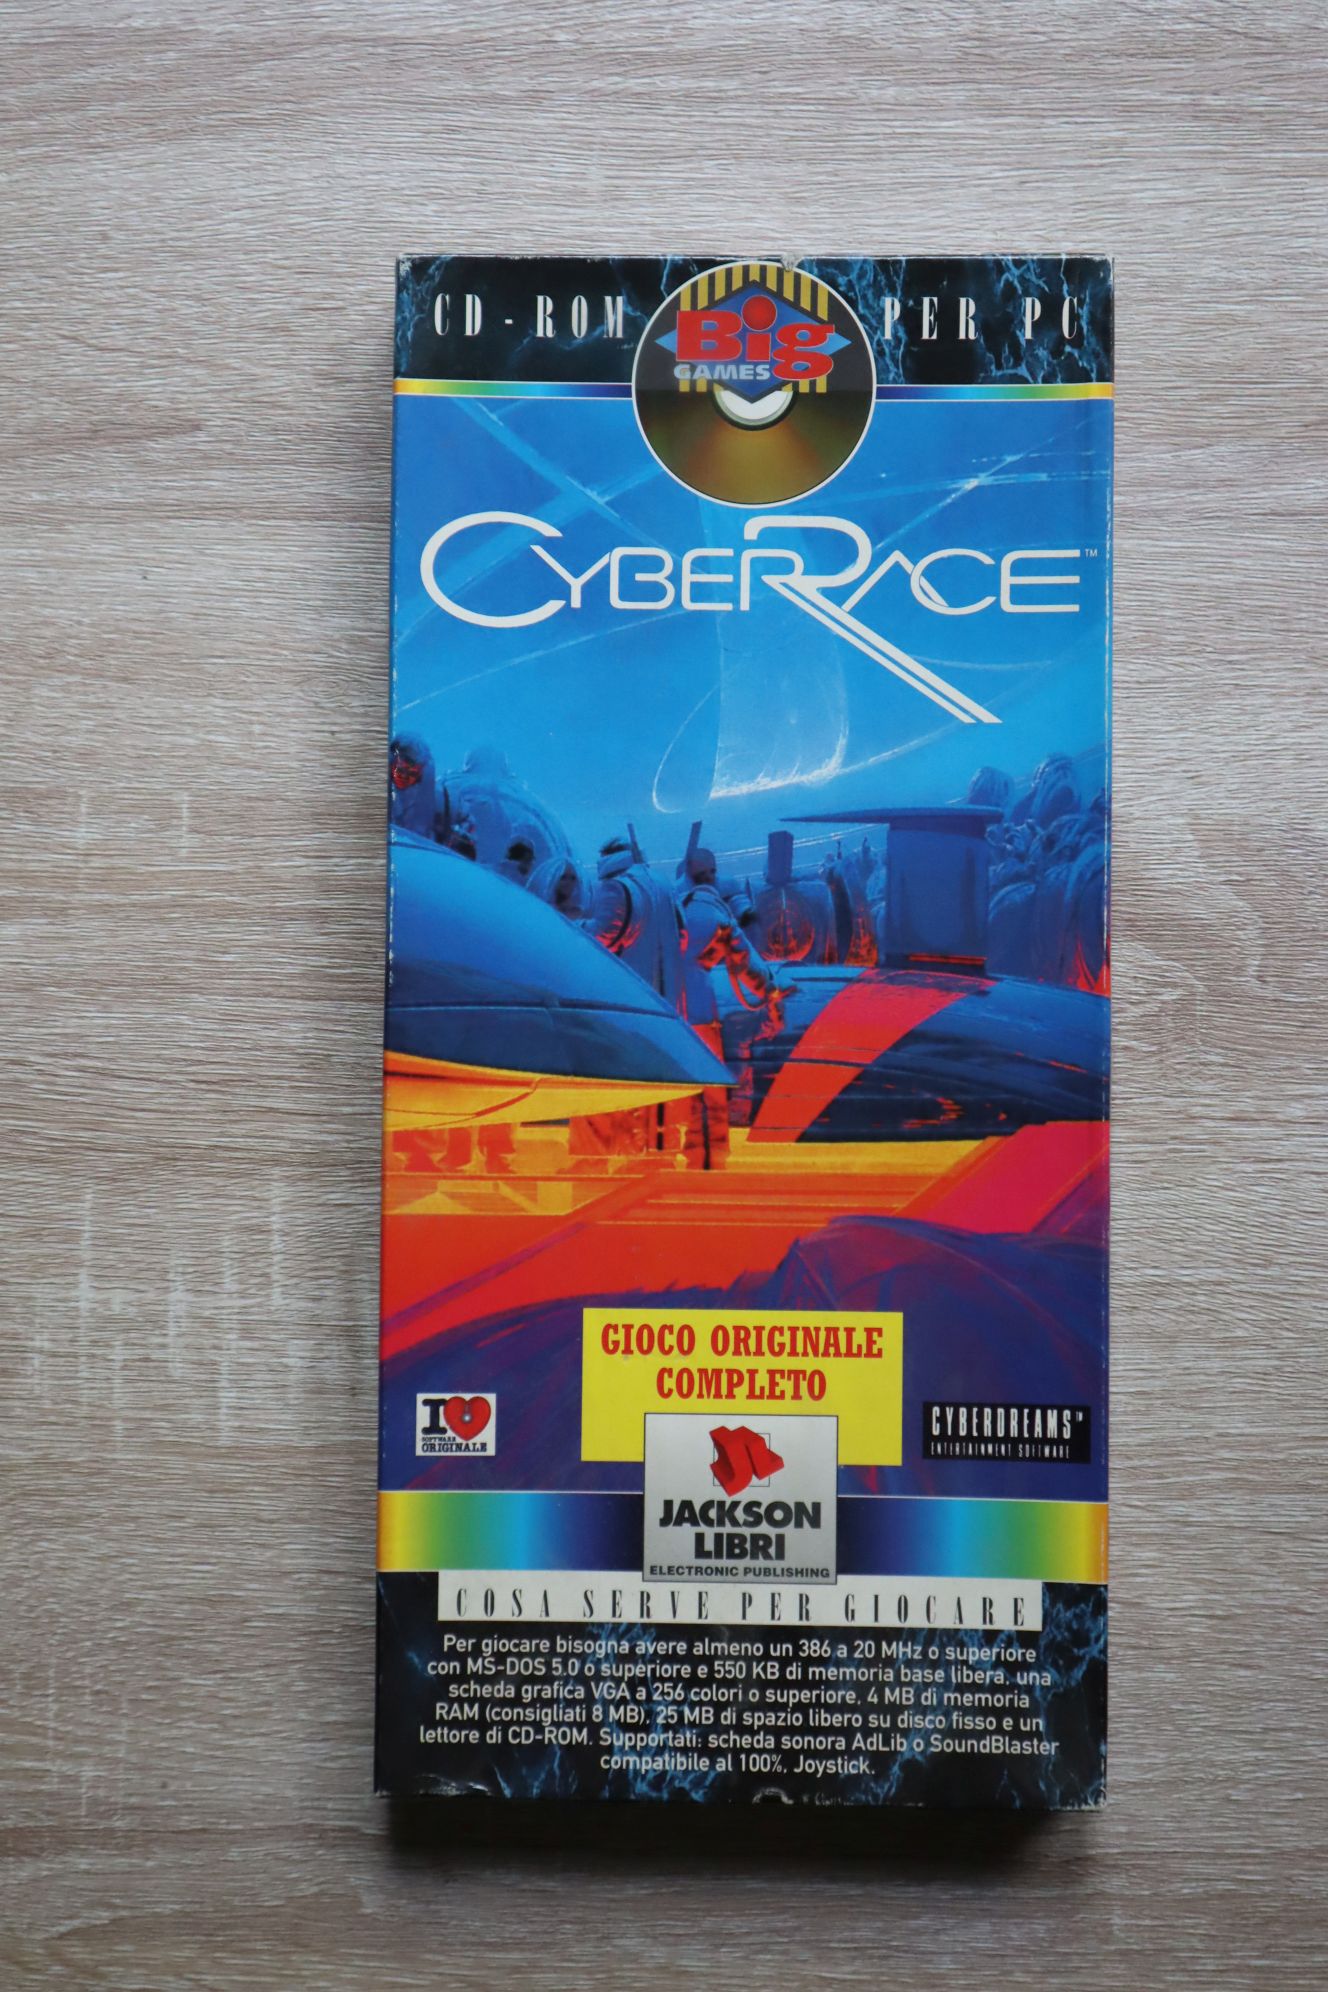 CD-ROM PER PC
Big
GAMES
CYBERRACE™
GIOCO ORIGINALE
COMPLETO
I
SOFTWARE
ORIGINALE
CYBERDREAMS™
ENTERTAINMENT SOFTWARE
JACKSON
LIBRI
ELECTRONIC PUBLISHING
COSA SERVE PER GIOCARE
Per giocare bisogna avere almeno un 386 a 20 MHz o superiore
con MS-DOS 5.0 o superiore e 550 KB di memoria base libera, una
scheda grafica VGA a 256 colori o superiore, 4 MB di memoria
RAM (consigliati 8 MB), 25 MB di spazio libero su disco fisso e un
lettore di CD-ROM. Supportati: scheda sonora AdLib o SoundBlaster
compatibile al 100%, Joystick.